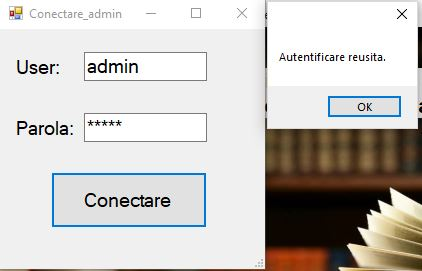 Conectare_admin
User:
admin
Parola:
*****
Conectare
Autentificare reusita.
OK